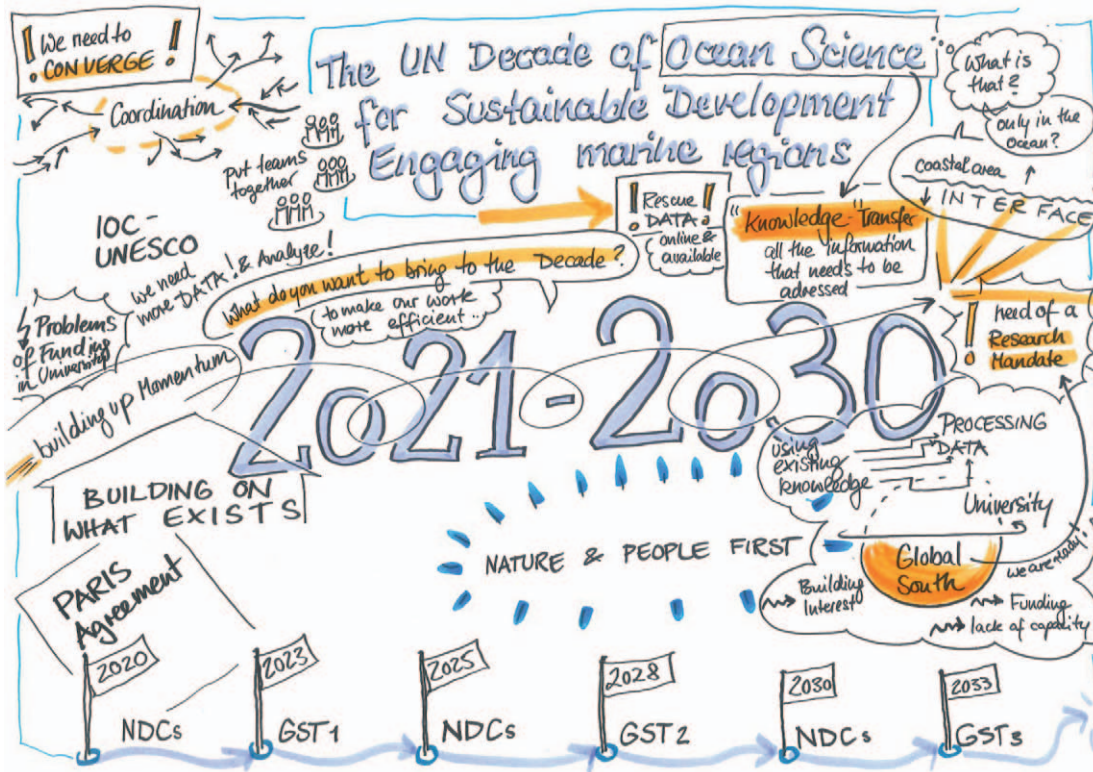 ! We need to !
CONVERGE
Coordination
Put teams
together
The UN Decade of Ocean Science
for Sustainable Development
Engaging marine regions
What is
that?
only in the
Ocean?
coastal area
INTERFACE
! Rescue !
DATA
online &
available
"Knowledge-Transfer"
all the information
that needs to be
adressed
IOC-
UNESCO
we need
more DATA! & Analyze!
What do you want to bring to the Decade?
to make our work
more efficient..
Problems
of Funding
in University
! need of a
Research
Mandate
building up Momentum
2021-2030
BUILDING ON
WHAT EXISTS
using
existing
knowledge
PROCESSING
DATA
University
Global
South
we are ready!
Building
Interest
Funding
lack of capacity
NATURE & PEOPLE FIRST
PARIS
Agreement
2020
NDCs
2023
GST1
2025
NDCs
2028
GST2
2030
NDCs
2033
GST3